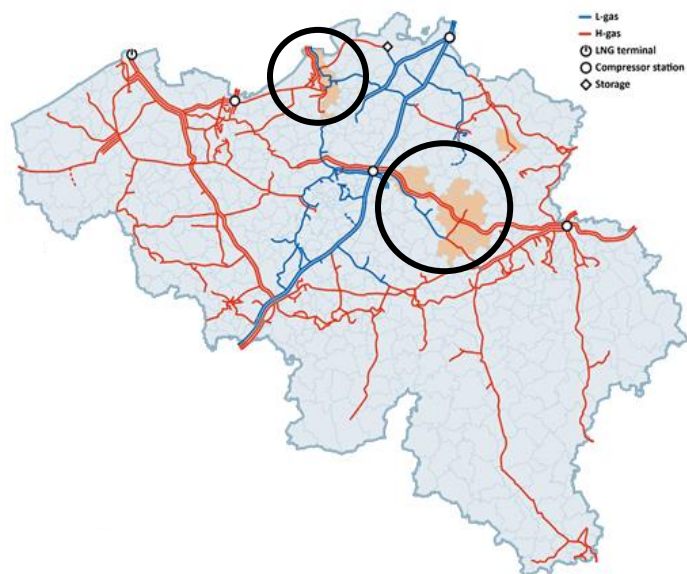 L-gas
H-gas
LNG terminal
Compressor station
Storage